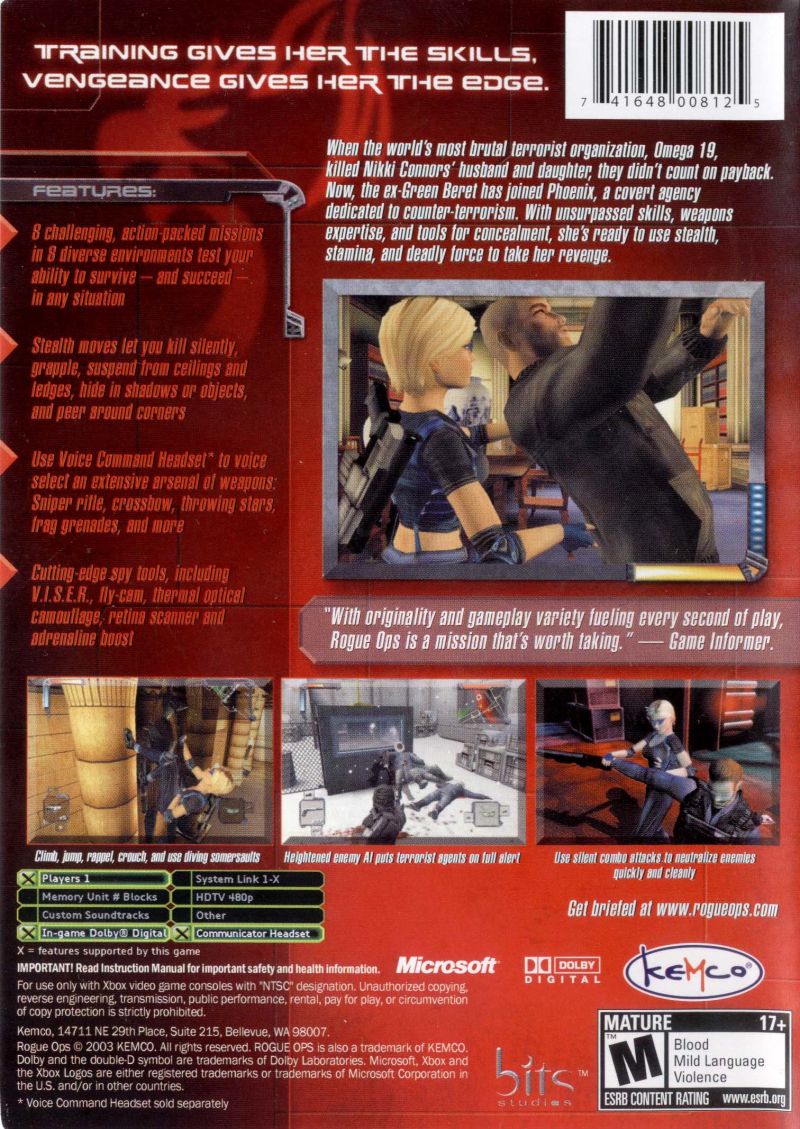 TRAINING GIVES HER THE SKILLS,
VENGEANCE GIVES HER THE EDGE.
7 41648 00812 5
When the world's most brutal terrorist organization, Omega 19,
killed Nikki Connors' husband and daughter, they didn't count on payback.
Now, the ex-Green Beret has joined Phoenix, a covert agency
dedicated to counter-terrorism. With unsurpassed skills, weapons
expertise, and tools for concealment, she's ready to use stealth,
stamina, and deadly force to take her revenge.
FEATURES:
8 challenging, action-packed missions
in 8 diverse environments test your
ability to survive — and succeed —
in any situation
Stealth moves let you kill silently,
grapple, suspend from ceilings and
ledges, hide in shadows or objects,
and peer around corners
Use Voice Command Headset* to voice
select an extensive arsenal of weapons:
Sniper rifle, crossbow, throwing stars,
frag grenades, and more
Cutting-edge spy tools, including
V.I.S.E.R., fly-cam, thermal optical
camouflage, retina scanner and
adrenaline boost
"With originality and gameplay variety fueling every second of play,
Rogue Ops is a mission that's worth taking." — Game Informer.
Climb, jump, rappel, crouch, and use diving somersaults
Heightened enemy AI puts terrorist agents on full alert
Use silent combo attacks to neutralize enemies
quickly and cleanly
X Players 1
System Link 1-X
Memory Unit # Blocks
HDTV 480p
Custom Soundtracks
Other
X In-game Dolby® Digital
X Communicator Headset
X = features supported by this game
Get briefed at www.rogueops.com
IMPORTANT! Read Instruction Manual for important safety and health information.
For use only with Xbox video game consoles with "NTSC" designation. Unauthorized copying,
reverse engineering, transmission, public performance, rental, pay for play, or circumvention
of copy protection is strictly prohibited.
Microsoft®
DOLBY
DIGITAL
KEMCO®
Kemco, 14711 NE 29th Place, Suite 215, Bellevue, WA 98007.
Rogue Ops © 2003 KEMCO. All rights reserved. ROGUE OPS is also a trademark of KEMCO.
Dolby and the double-D symbol are trademarks of Dolby Laboratories. Microsoft, Xbox and
the Xbox Logos are either registered trademarks or trademarks of Microsoft Corporation in
the U.S. and/or in other countries.
* Voice Command Headset sold separately
bits™
studios
MATURE 17+
M™
Blood
Mild Language
Violence
ESRB CONTENT RATING www.esrb.org